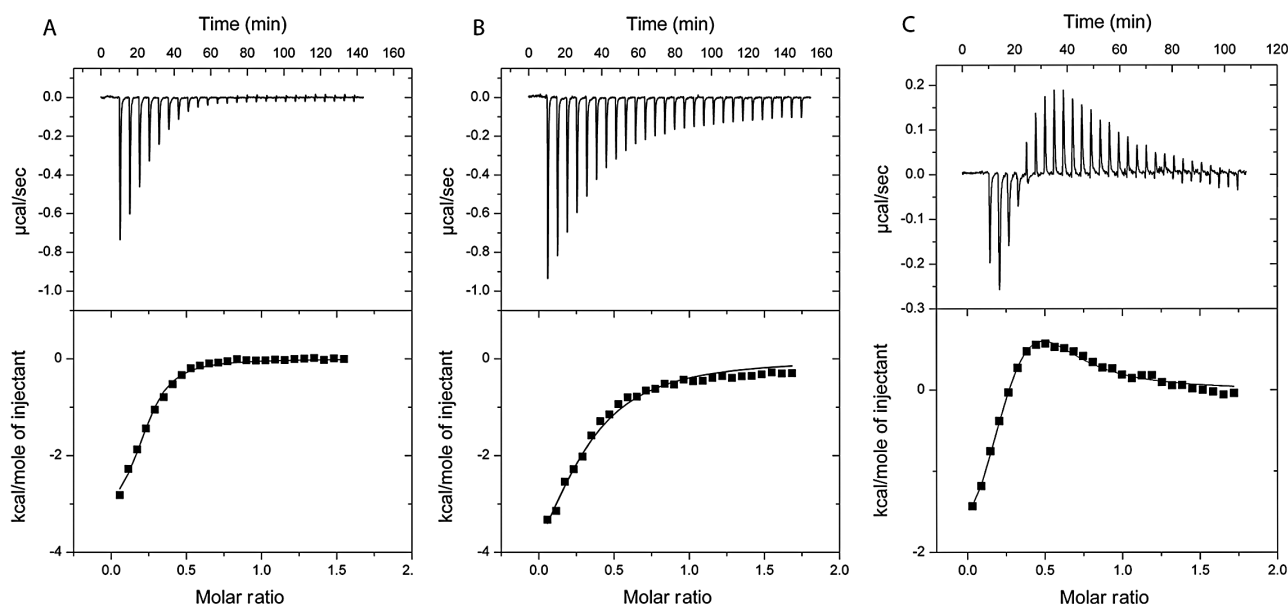 A
Time (min)
0 20 40 60 80 100 120 140 160
0.0
-0.2
-0.4
-0.6
-0.8
-1.0
µcal/sec
0
-2
-4
kcal/mole of injectant
0.0 0.5 1.0 1.5 2.
Molar ratio
B
Time (min)
0 20 40 60 80 100 120 140 160
0.0
-0.2
-0.4
-0.6
-0.8
-1.0
µcal/sec
0
-2
-4
kcal/mole of injectant
0.0 0.5 1.0 1.5 2.0
Molar ratio
C
Time (min)
0 20 40 60 80 100 120
0.2
0.1
0.0
-0.1
-0.2
-0.3
µcal/sec
0
-2
kcal/mole of injectant
0.0 0.5 1.0 1.5 2.0
Molar ratio